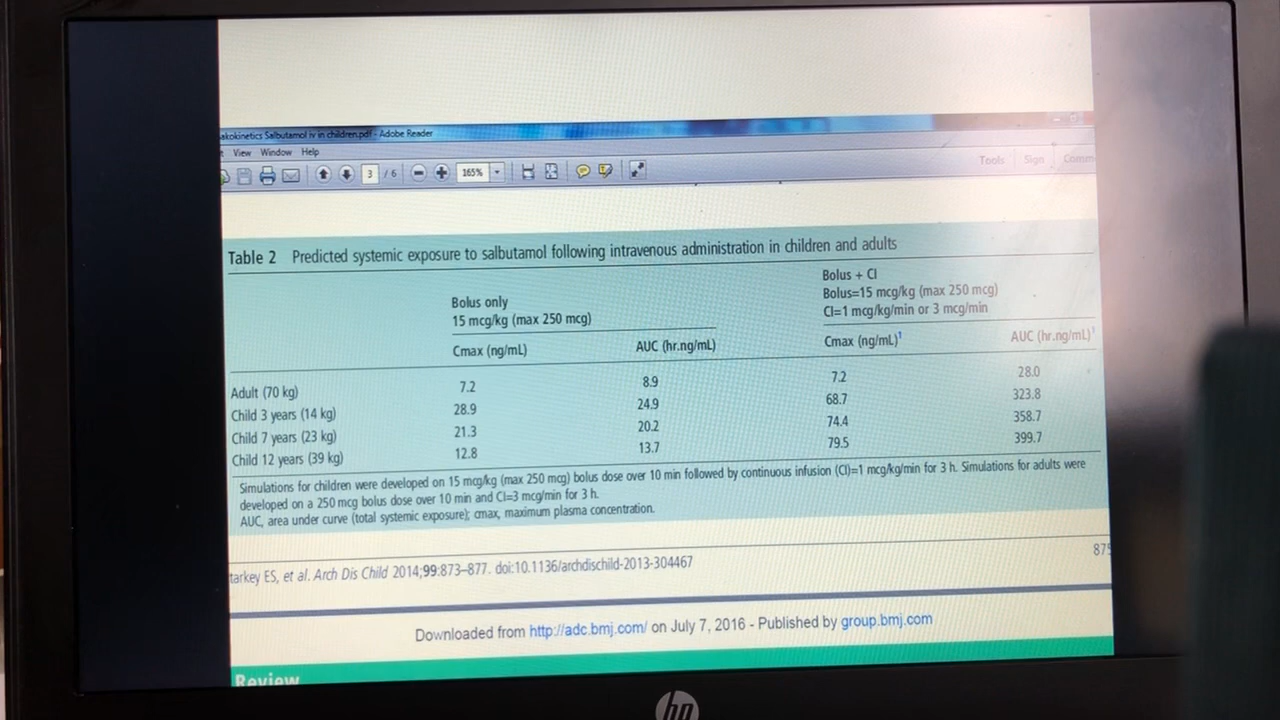 akokinetics Salbutamol iv in children.pdf - Adobe Reader
View Window Help
3 / 6 165% Tools Sign Comm
Table 2 Predicted systemic exposure to salbutamol following intravenous administration in children and adults
Bolus only
15 mcg/kg (max 250 mcg)
Bolus + CI
Bolus=15 mcg/kg (max 250 mcg)
CI=1 mcg/kg/min or 3 mcg/min
Cmax (ng/mL) AUC (hr.ng/mL) Cmax (ng/mL)¹ AUC (hr.ng/mL)¹
Adult (70 kg) 7.2 8.9 7.2 28.0
Child 3 years (14 kg) 28.9 24.9 68.7 323.8
Child 7 years (23 kg) 21.3 20.2 74.4 358.7
Child 12 years (39 kg) 12.8 13.7 79.5 399.7
Simulations for children were developed on 15 mcg/kg (max 250 mcg) bolus dose over 10 min followed by continuous infusion (CI)=1 mcg/kg/min for 3 h. Simulations for adults were
developed on a 250 mcg bolus dose over 10 min and CI=3 mcg/min for 3 h.
AUC, area under curve (total systemic exposure); cmax, maximum plasma concentration.
tarkey ES, et al. Arch Dis Child 2014;99:873–877. doi:10.1136/archdischild-2013-304467
875
Downloaded from http://adc.bmj.com/ on July 7, 2016 - Published by group.bmj.com
Review
hp